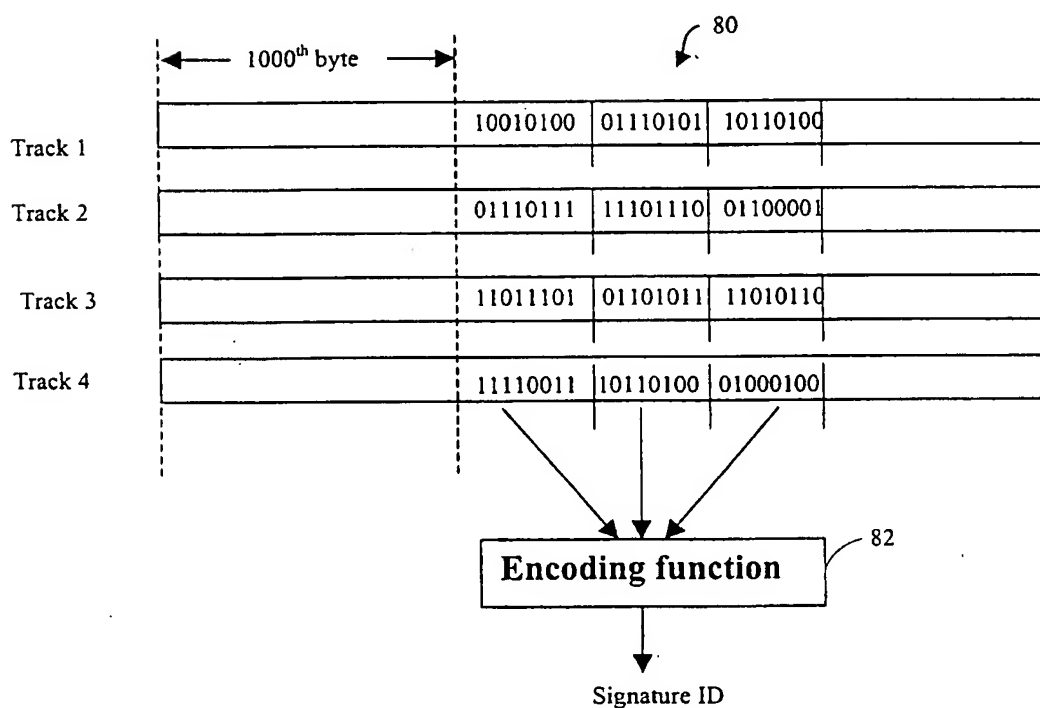 80
1000th byte
10010100 01110101 10110100
Track 1
Track 2 01110111 11101110 01100001
Track 3 11011101 01101011 11010110
Track 4 11110011 10110100 01000100
82
Encoding function
Signature ID